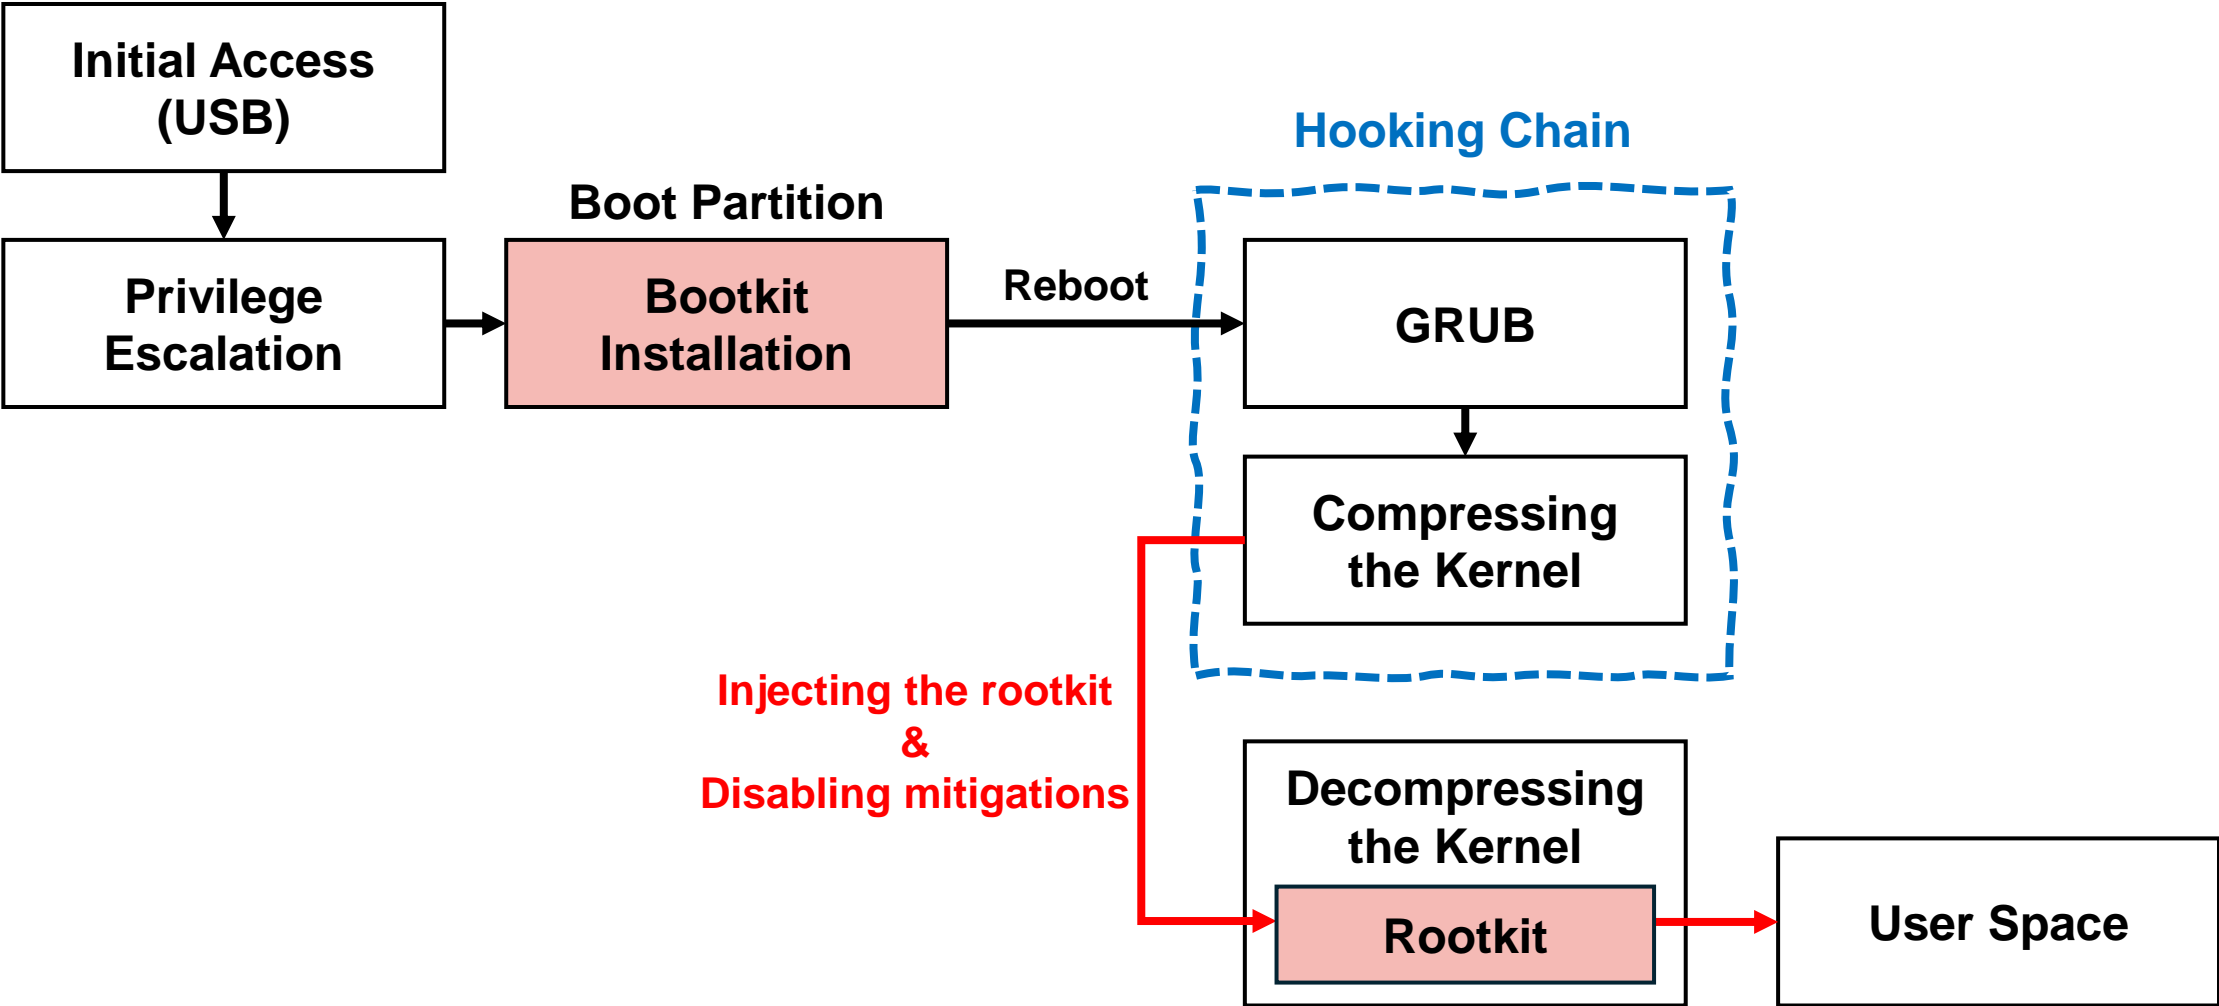 Initial Access
(USB)
Privilege
Escalation
Boot Partition
Bootkit
Installation
Reboot
Hooking Chain
GRUB
Compressing
the Kernel
Injecting the rootkit
&
Disabling mitigations
Decompressing
the Kernel
Rootkit
User Space